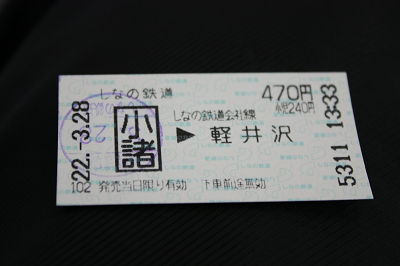 しなの鉄道
470円
しなの鉄道会社線
小児240円
小諸 ▶ 軽井沢
22.-3.28
102 発売当日限り有効 下車前途無効
5311 1333